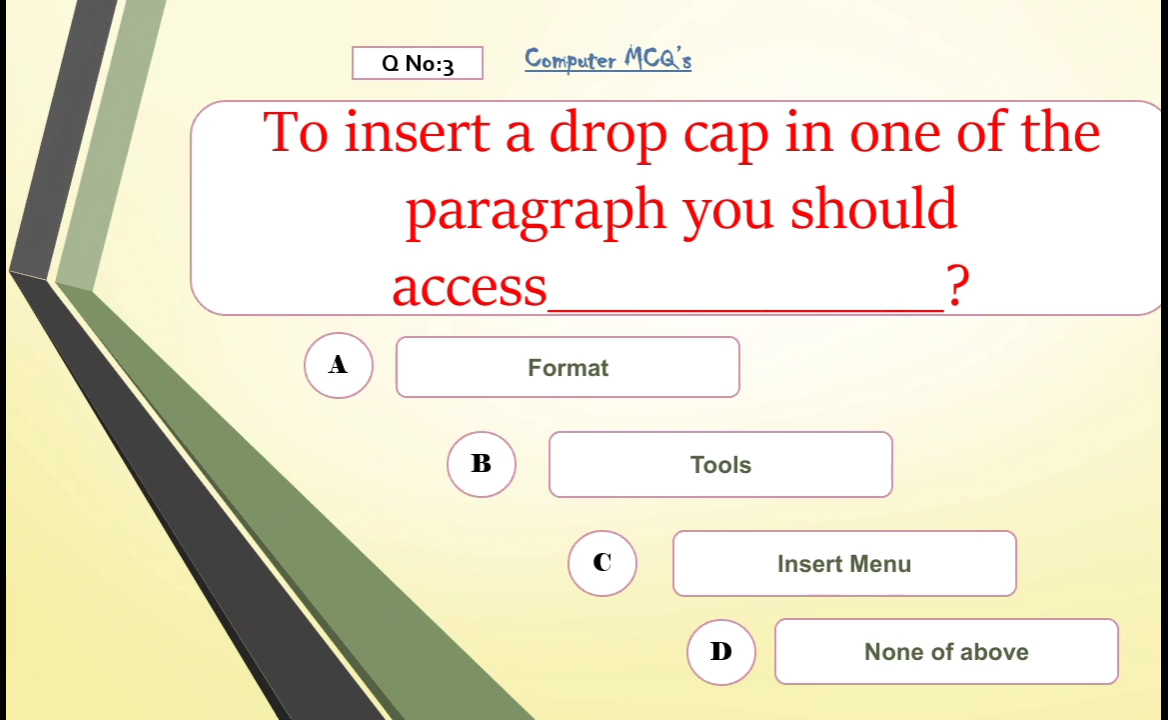 Q No:3
Computer MCQ's
To insert a drop cap in one of the
paragraph you should
access______________?
A
Format
B
Tools
C
Insert Menu
D
None of above